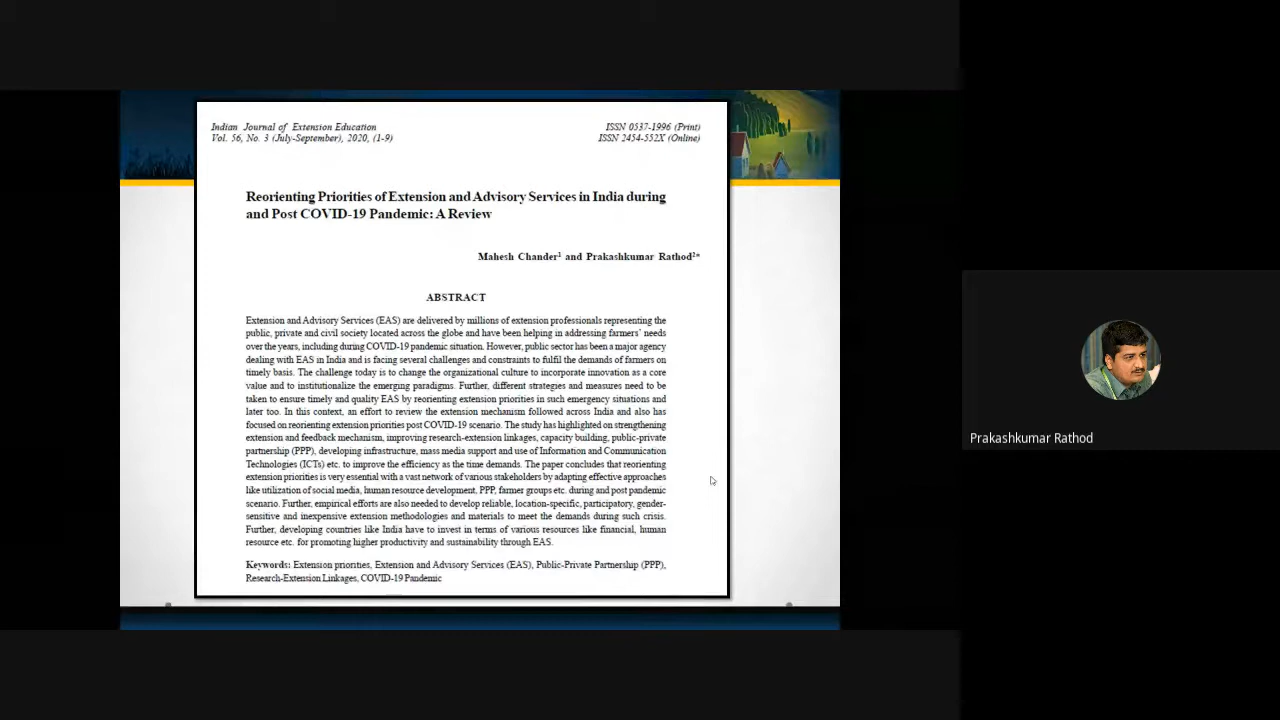 Indian Journal of Extension Education
Vol. 56, No. 3 (July-September), 2020, (1-9)
ISSN 0537-1996 (Print)
ISSN 2454-552X (Online)
Reorienting Priorities of Extension and Advisory Services in India during
and Post COVID-19 Pandemic: A Review
Mahesh Chander¹ and Prakashkumar Rathod²*
ABSTRACT
Extension and Advisory Services (EAS) are delivered by millions of extension professionals representing the
public, private and civil society located across the globe and have been helping in addressing farmers' needs
over the years, including during COVID-19 pandemic situation. However, public sector has been a major agency
dealing with EAS in India and is facing several challenges and constraints to fulfil the demands of farmers on
timely basis. The challenge today is to change the organizational culture to incorporate innovation as a core
value and to institutionalize the emerging paradigms. Further, different strategies and measures need to be
taken to ensure timely and quality EAS by reorienting extension priorities in such emergency situations and
later too. In this context, an effort to review the extension mechanism followed across India and also has
focused on reorienting extension priorities post COVID-19 scenario. The study has highlighted on strengthening
extension and feedback mechanism, improving research-extension linkages, capacity building, public-private
partnership (PPP), developing infrastructure, mass media support and use of Information and Communication
Technologies (ICTs) etc. to improve the efficiency as the time demands. The paper concludes that reorienting
extension priorities is very essential with a vast network of various stakeholders by adapting effective approaches
like utilization of social media, human resource development, PPP, farmer groups etc. during and post pandemic
scenario. Further, empirical efforts are also needed to develop reliable, location-specific, participatory, gender-
sensitive and inexpensive extension methodologies and materials to meet the demands during such crisis.
Further, developing countries like India have to invest in terms of various resources like financial, human
resource etc. for promoting higher productivity and sustainability through EAS.
Keywords: Extension priorities, Extension and Advisory Services (EAS), Public-Private Partnership (PPP),
Research-Extension Linkages, COVID-19 Pandemic
Prakashkumar Rathod